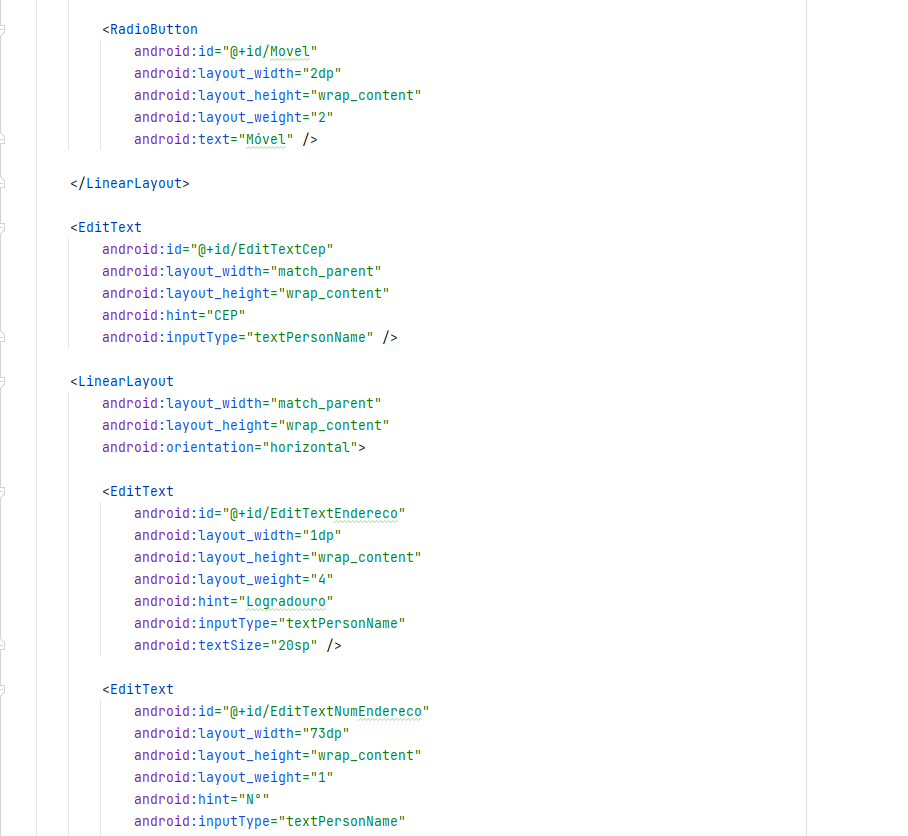 <RadioButton
android:id="@+id/Movel"
android:layout_width="2dp"
android:layout_height="wrap_content"
android:layout_weight="2"
android:text="Móvel" />
</LinearLayout>
<EditText
android:id="@+id/EditTextCep"
android:layout_width="match_parent"
android:layout_height="wrap_content"
android:hint="CEP"
android:inputType="textPersonName" />
<LinearLayout
android:layout_width="match_parent"
android:layout_height="wrap_content"
android:orientation="horizontal">
<EditText
android:id="@+id/EditTextEndereco"
android:layout_width="1dp"
android:layout_height="wrap_content"
android:layout_weight="4"
android:hint="Logradouro"
android:inputType="textPersonName"
android:textSize="20sp" />
<EditText
android:id="@+id/EditTextNumEndereco"
android:layout_width="73dp"
android:layout_height="wrap_content"
android:layout_weight="1"
android:hint="N°"
android:inputType="textPersonName"